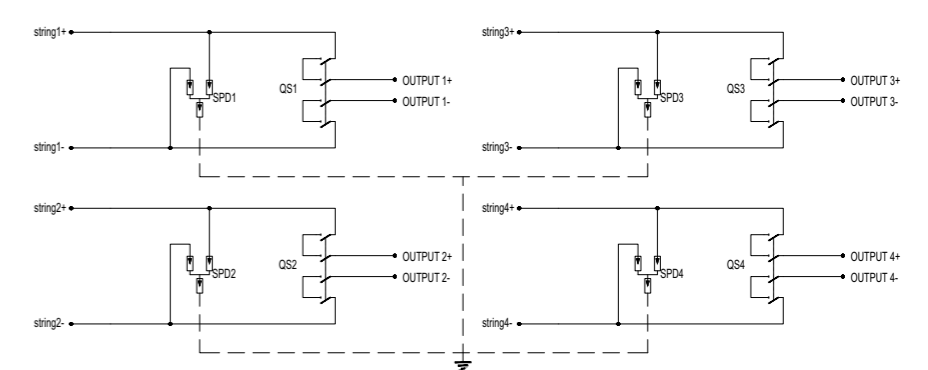 string1+
SPD1
QS1
OUTPUT 1+
OUTPUT 1-
string1-
string3+
SPD3
QS3
OUTPUT 3+
OUTPUT 3-
string3-
string2+
SPD2
QS2
OUTPUT 2+
OUTPUT 2-
string2-
string4+
SPD4
QS4
OUTPUT 4+
OUTPUT 4-
string4-